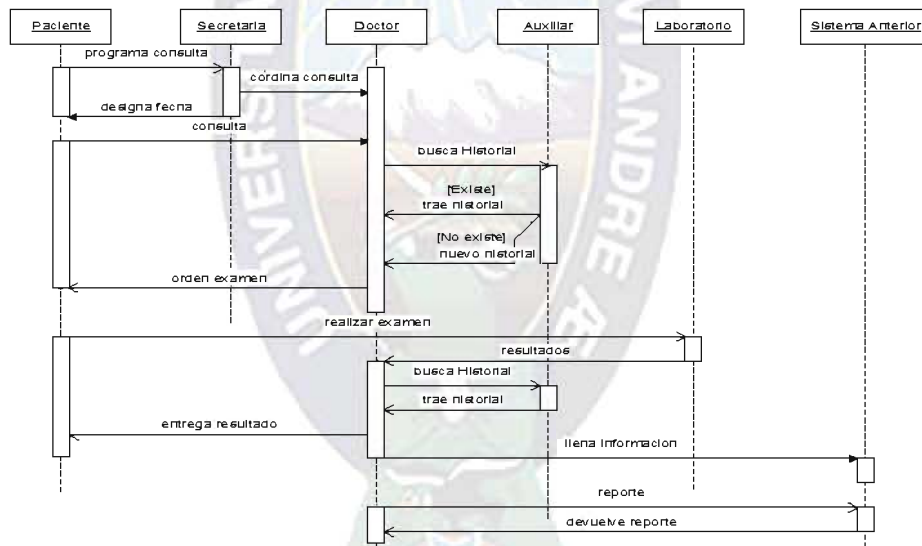 Paciente
Secretaria
Doctor
Auxiliar
Laboratorio
Sistema Anterior
programa consulta
cordina consulta
designa fecha
consulta
busca Historial
[Existe]
trae historial
[No existe]
nuevo historial
orden examen
realizar examen
resultados
busca Historial
trae historial
entrega resultado
llena informacion
reporte
devuelve reporte